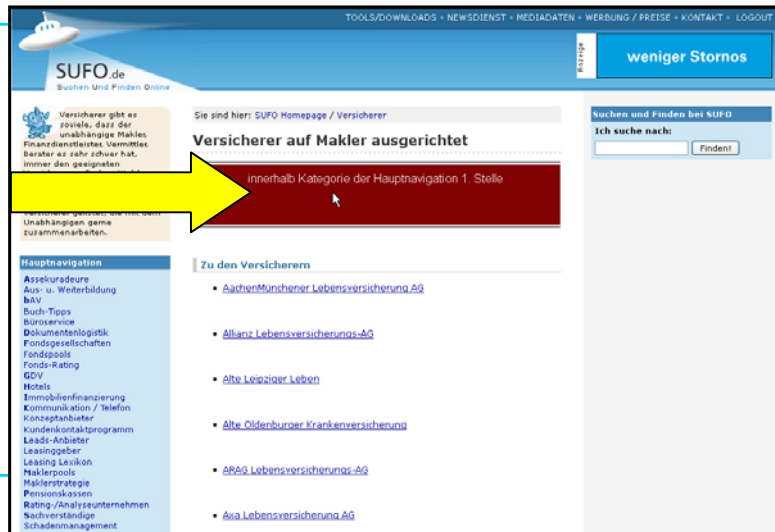 TOOLS/DOWNLOADS • NEWSDIENST • MEDIADATEN • WERBUNG / PREISE • KONTAKT • LOGOUT
SUFO.de
Suchen Und Finden Online
Anzeige
weniger Stornos
Versicherer gibt es
soviele, dass der
unabhängige Makler,
Finanzdienstleister, Vermittler,
Berater es sehr schwer hat,
immer den geeigneten
Unabhängigen gerne
zusammenarbeiten.
Sie sind hier: SUFO Homepage / Versicherer
Versicherer auf Makler ausgerichtet
innerhalb Kategorie der Hauptnavigation 1. Stelle
Suchen und Finden bei SUFO
Ich suche nach:
Finden!
Hauptnavigation
Assekuradeure
Aus- u. Weiterbildung
bAV
Buch-Tipps
Büroservice
Dokumentenlogistik
Fondsgesellschaften
Fondspools
Fonds-Rating
GDV
Hotels
Immobilienfinanzierung
Kommunikation / Telefon
Konzeptanbieter
Kundenkontaktprogramm
Leads-Anbieter
Leasinggeber
Leasing Lexikon
Maklerpools
Maklerstrategie
Pensionskassen
Rating-/Analyseunternehmen
Sachverständige
Schadenmanagement
Zu den Versicherern
• AachenMünchener Lebensversicherung AG
• Allianz Lebensversicherungs-AG
• Alte Leipziger Leben
• Alte Oldenburger Krankenversicherung
• ARAG Lebensversicherungs-AG
• Axa Lebensversicherung AG